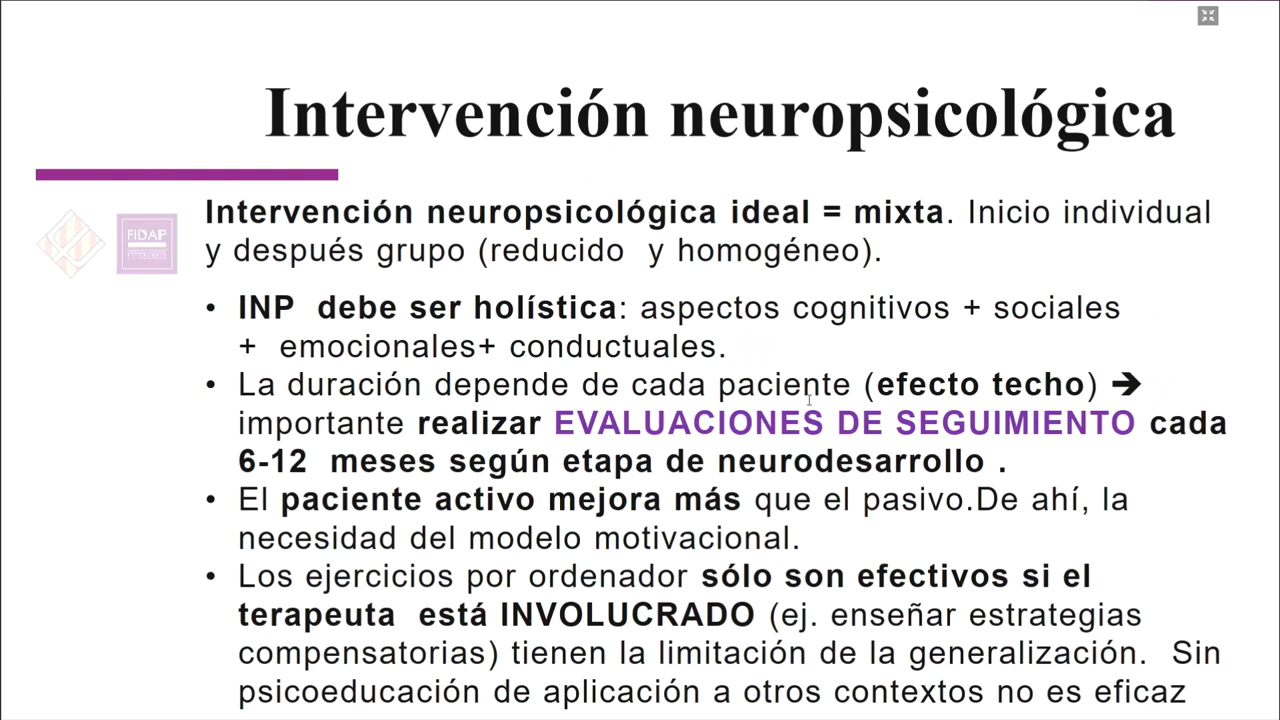 Intervención neuropsicológica
FIDAP
Intervención neuropsicológica ideal = mixta. Inicio individual
y después grupo (reducido y homogéneo).
• INP debe ser holística: aspectos cognitivos + sociales
+ emocionales+ conductuales.
• La duración depende de cada paciente (efecto techo) ➔
importante realizar EVALUACIONES DE SEGUIMIENTO cada
6-12 meses según etapa de neurodesarrollo .
• El paciente activo mejora más que el pasivo.De ahí, la
necesidad del modelo motivacional.
• Los ejercicios por ordenador sólo son efectivos si el
terapeuta está INVOLUCRADO (ej. enseñar estrategias
compensatorias) tienen la limitación de la generalización. Sin
psicoeducación de aplicación a otros contextos no es eficaz